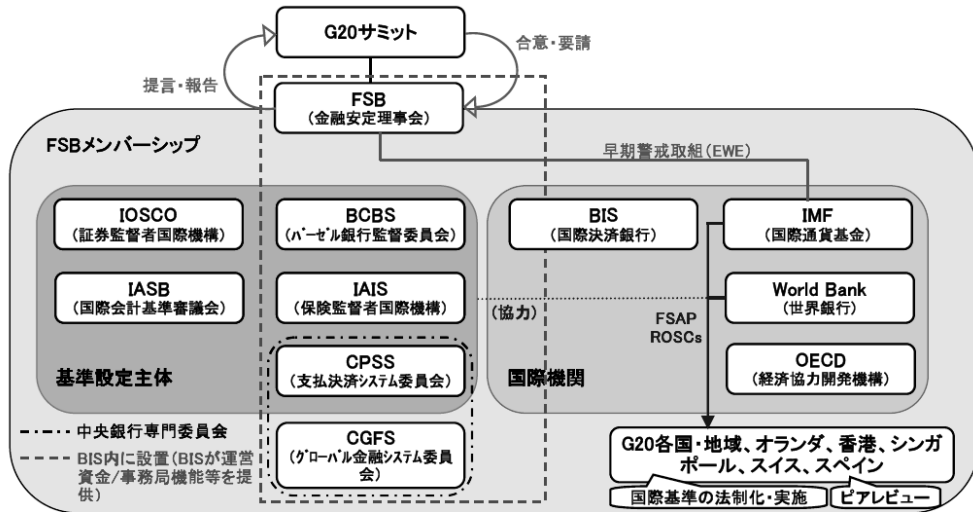 G20サミット
合意・要請
提言・報告
FSB
(金融安定理事会)
FSBメンバーシップ
早期警戒取組(EWE)
IOSCO
(証券監督者国際機構)
BCBS
(ﾊﾞｰｾﾞﾙ銀行監督委員会)
BIS
(国際決済銀行)
IMF
(国際通貨基金)
IASB
(国際会計基準審議会)
IAIS
(保険監督者国際機構)
(協力)
World Bank
(世界銀行)
FSAP
ROSCs
CPSS
(支払決済ｼｽﾃﾑ委員会)
OECD
(経済協力開発機構)
基準設定主体
国際機関
中央銀行専門委員会
CGFS
(ｸﾞﾛｰﾊﾞﾙ金融ｼｽﾃﾑ委員
会)
BIS内に設置(BISが運営
資金/事務局機能等を提
供)
G20各国・地域、オランダ、香港、シンガ
ポール、スイス、スペイン
国際基準の法制化・実施
ピアレビュー